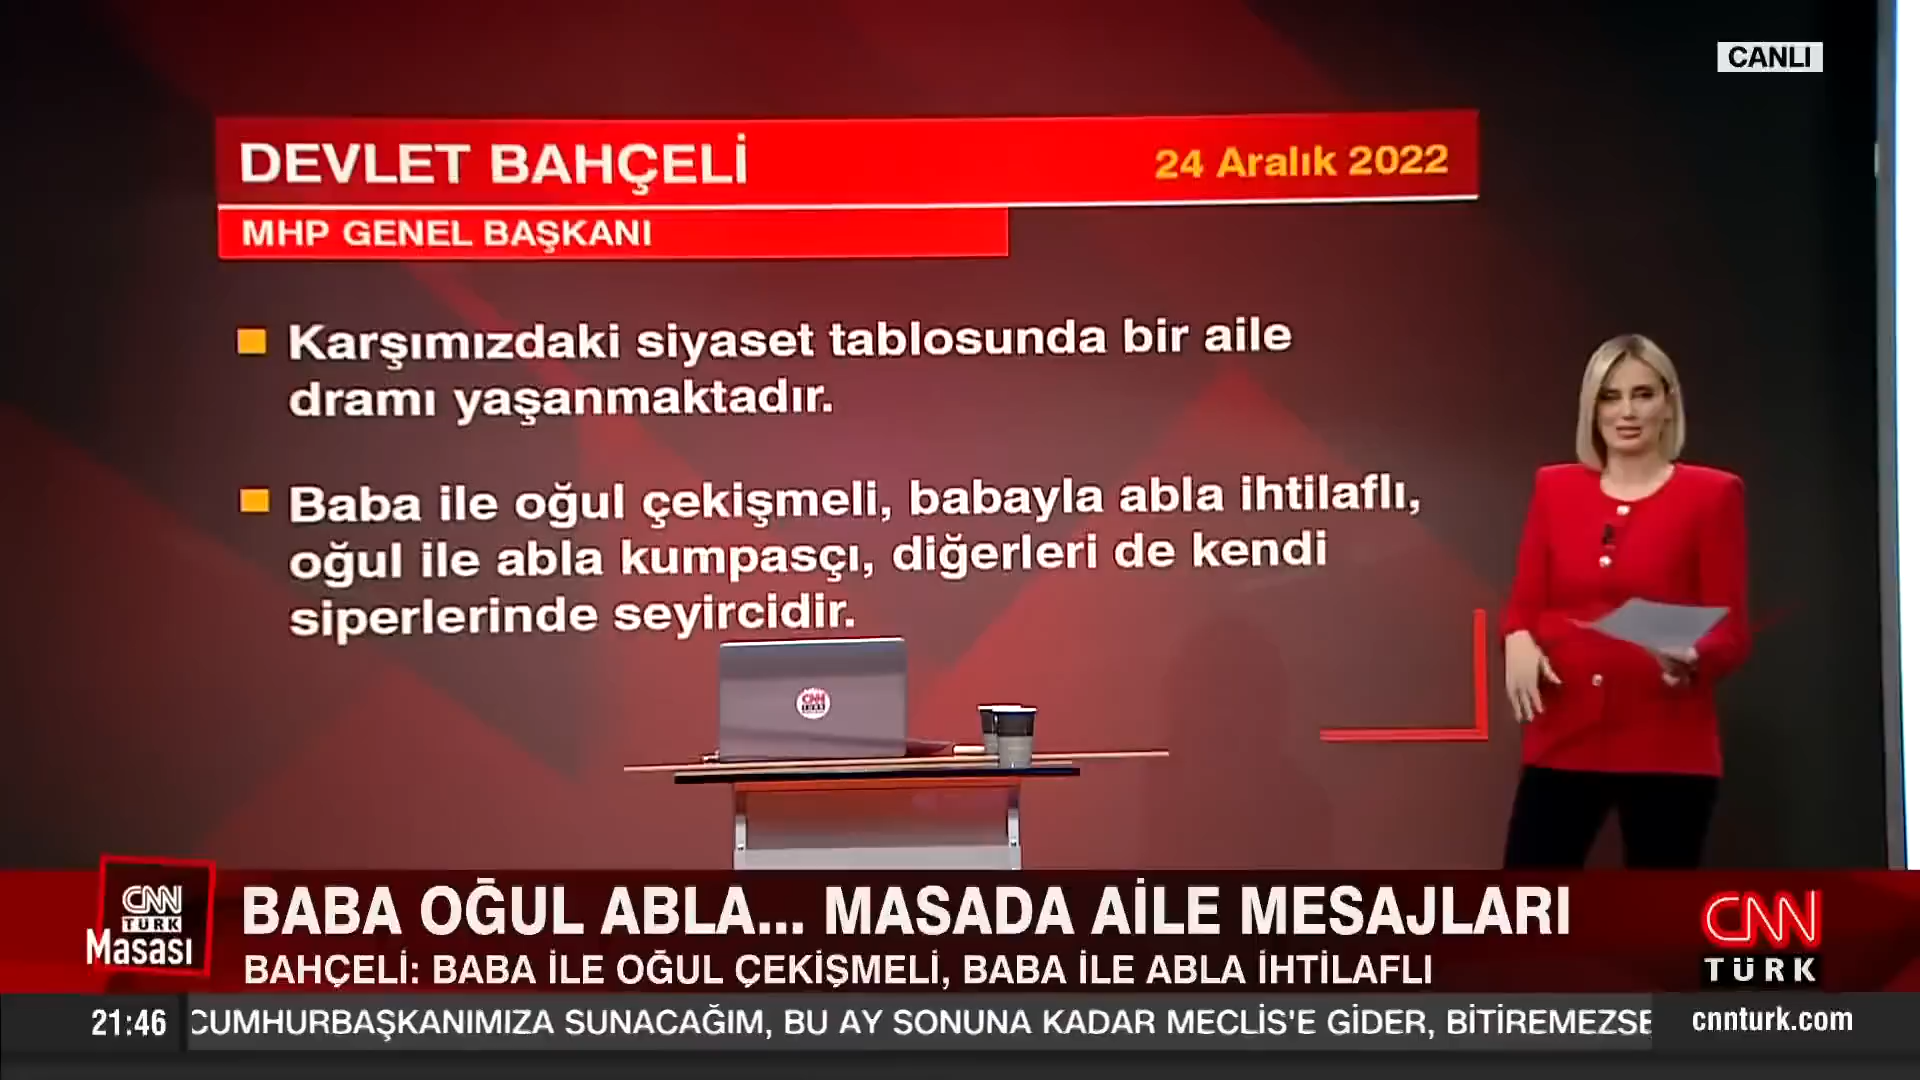 CANLI
DEVLET BAHÇELİ
24 Aralık 2022
MHP GENEL BAŞKANI
Karşımızdaki siyaset tablosunda bir aile
dramı yaşanmaktadır.
Baba ile oğul çekişmeli, babayla abla ihtilaflı,
oğul ile abla kumpasçı, diğerleri de kendi
siperlerinde seyircidir.
CNN
TÜRK
CNN
TÜRK
Masası
BABA OĞUL ABLA... MASADA AİLE MESAJLARI
BAHÇELİ: BABA İLE OĞUL ÇEKİŞMELİ, BABA İLE ABLA İHTİLAFLI
CNN
TÜRK
21:46
CUMHURBAŞKANIMIZA SUNACAĞIM, BU AY SONUNA KADAR MECLİS'E GİDER, BİTİREMEZSE
cnnturk.com